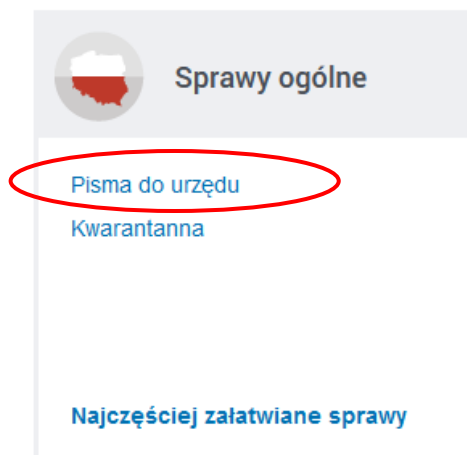 Sprawy ogólne
Pisma do urzędu
Kwarantanna
Najczęściej załatwiane sprawy